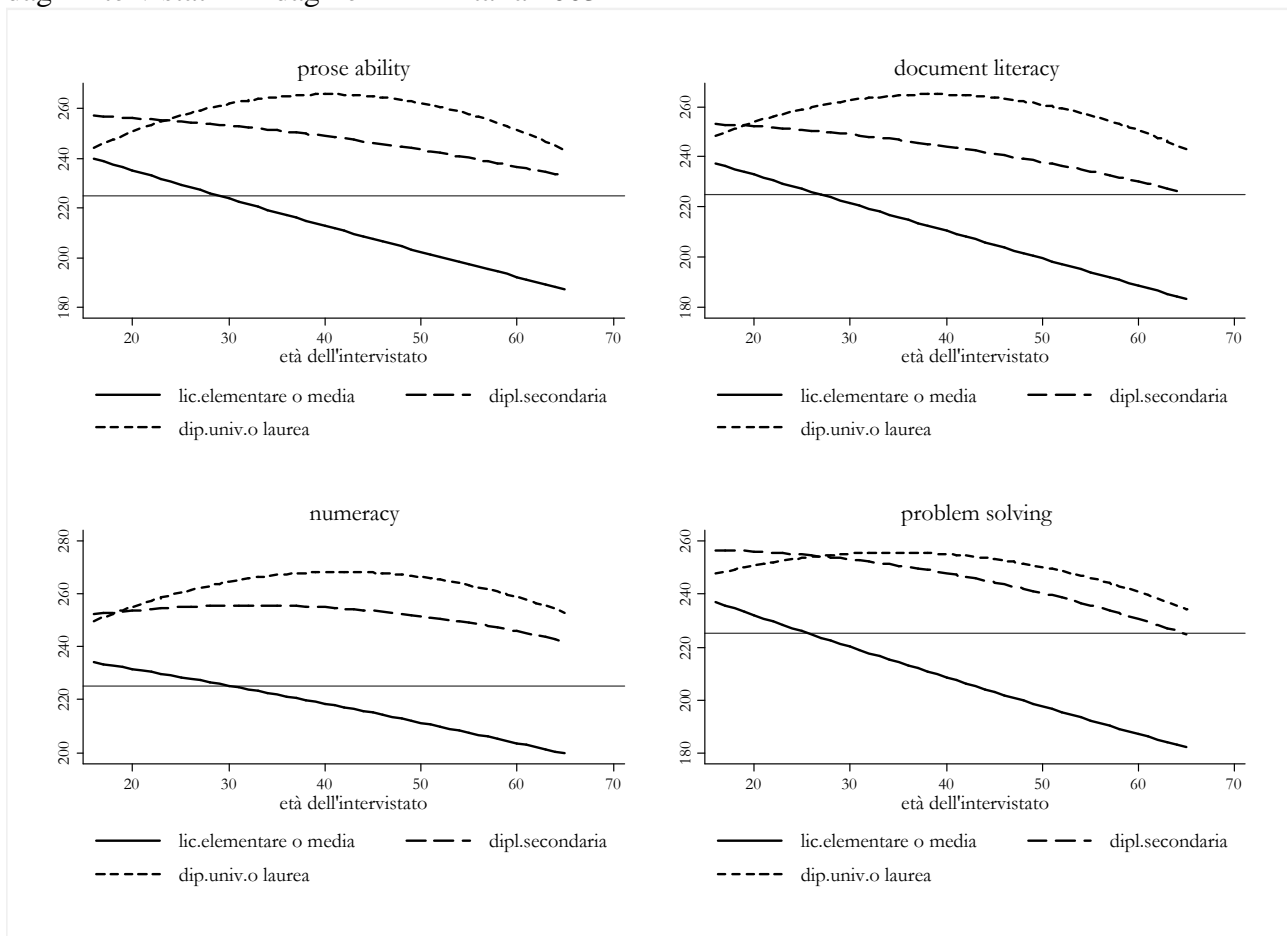 prose ability
260
240
220
200
180
20 30 40 50 60 70
età dell'intervistato
lic.elementare o media dipl.secondaria
dip.univ.o laurea
document literacy
260
240
220
200
180
20 30 40 50 60 70
età dell'intervistato
lic.elementare o media dipl.secondaria
dip.univ.o laurea
numeracy
280
260
240
220
200
20 30 40 50 60 70
età dell'intervistato
lic.elementare o media dipl.secondaria
dip.univ.o laurea
problem solving
260
240
220
200
180
20 30 40 50 60 70
età dell'intervistato
lic.elementare o media dipl.secondaria
dip.univ.o laurea